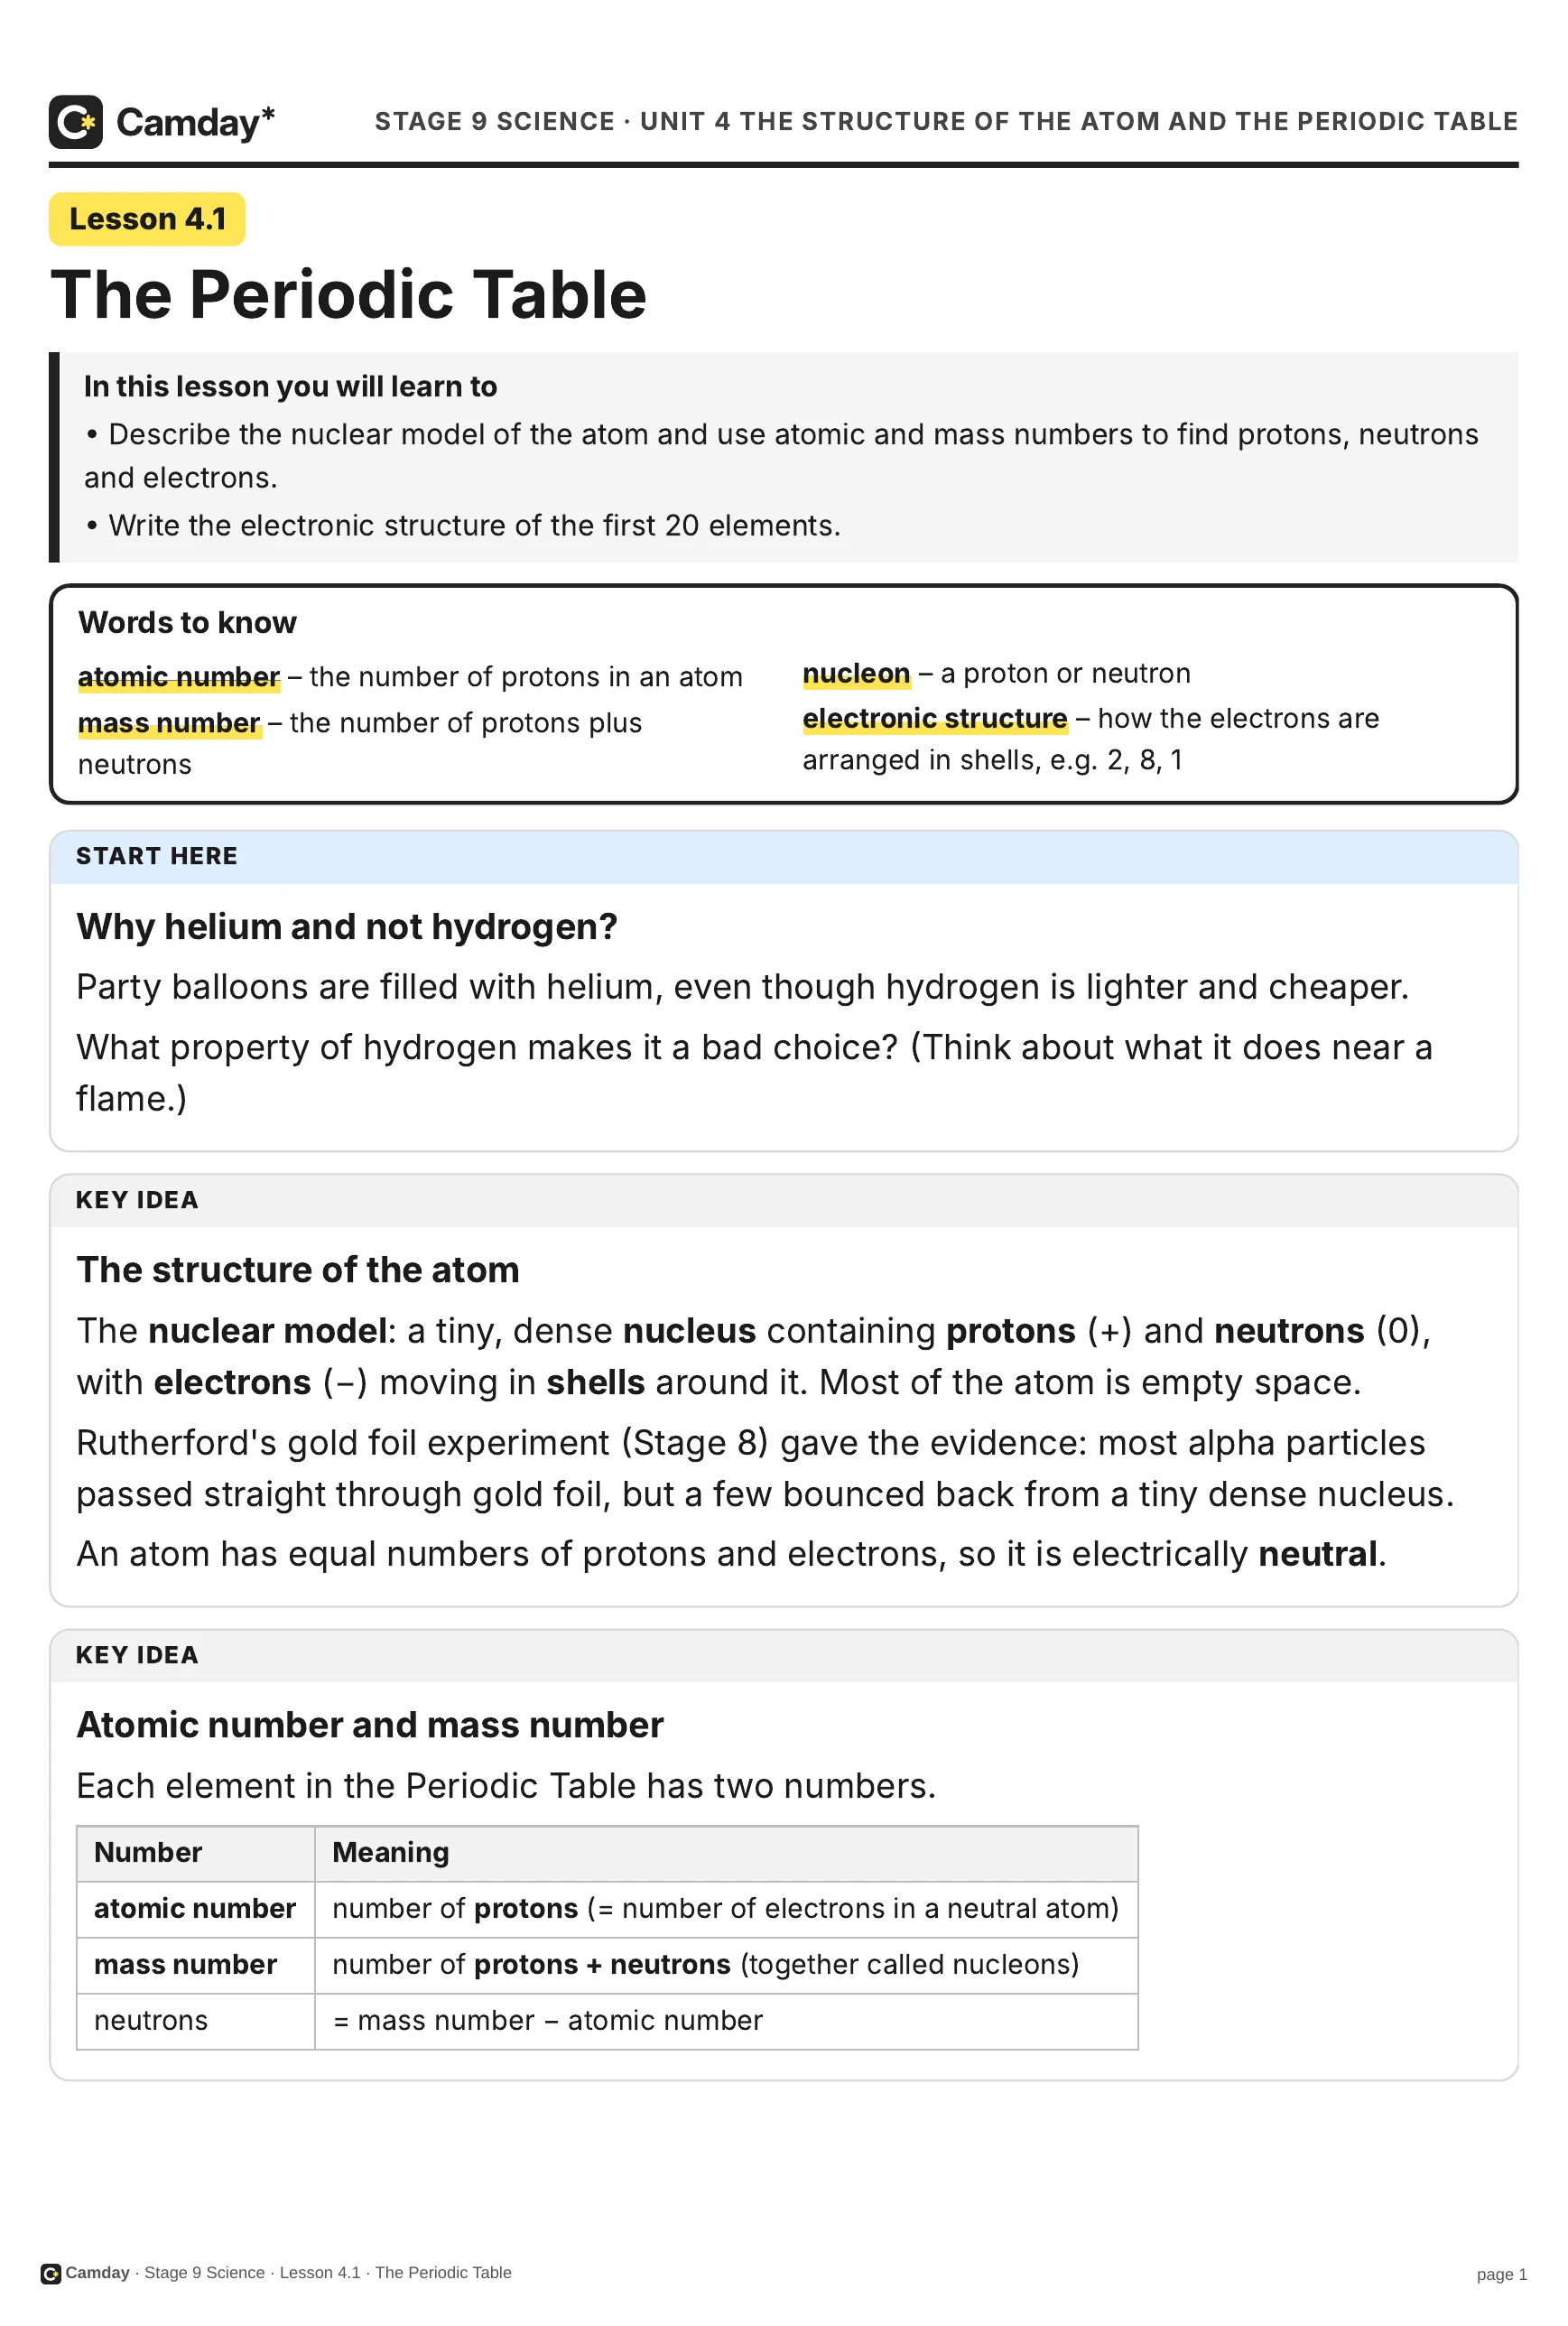 Camday*
STAGE 9 SCIENCE · UNIT 4 THE STRUCTURE OF THE ATOM AND THE PERIODIC TABLE
Lesson 4.1
The Periodic Table
In this lesson you will learn to
• Describe the nuclear model of the atom and use atomic and mass numbers to find protons, neutrons
and electrons.
• Write the electronic structure of the first 20 elements.
Words to know
atomic number – the number of protons in an atom
mass number – the number of protons plus
neutrons
nucleon – a proton or neutron
electronic structure – how the electrons are
arranged in shells, e.g. 2, 8, 1
START HERE
Why helium and not hydrogen?
Party balloons are filled with helium, even though hydrogen is lighter and cheaper.
What property of hydrogen makes it a bad choice? (Think about what it does near a
flame.)
KEY IDEA
The structure of the atom
The nuclear model: a tiny, dense nucleus containing protons (+) and neutrons (0),
with electrons (−) moving in shells around it. Most of the atom is empty space.
Rutherford's gold foil experiment (Stage 8) gave the evidence: most alpha particles
passed straight through gold foil, but a few bounced back from a tiny dense nucleus.
An atom has equal numbers of protons and electrons, so it is electrically neutral.
KEY IDEA
Atomic number and mass number
Each element in the Periodic Table has two numbers.
Number Meaning
atomic number number of protons (= number of electrons in a neutral atom)
mass number number of protons + neutrons (together called nucleons)
neutrons = mass number − atomic number
Camday · Stage 9 Science · Lesson 4.1 · The Periodic Table
page 1